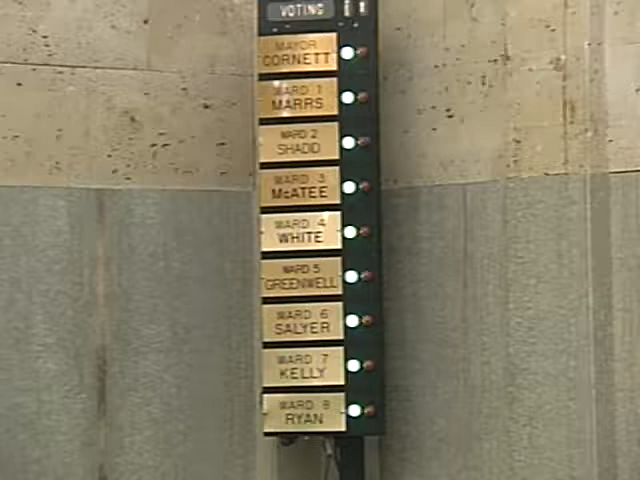 VOTING
MAYOR
CORNETT
WARD 1
MARRS
WARD 2
SHADID
WARD 3
McATEE
WARD 4
WHITE
WARD 5
GREENWELL
WARD 6
SALYER
WARD 7
KELLY
WARD 8
RYAN